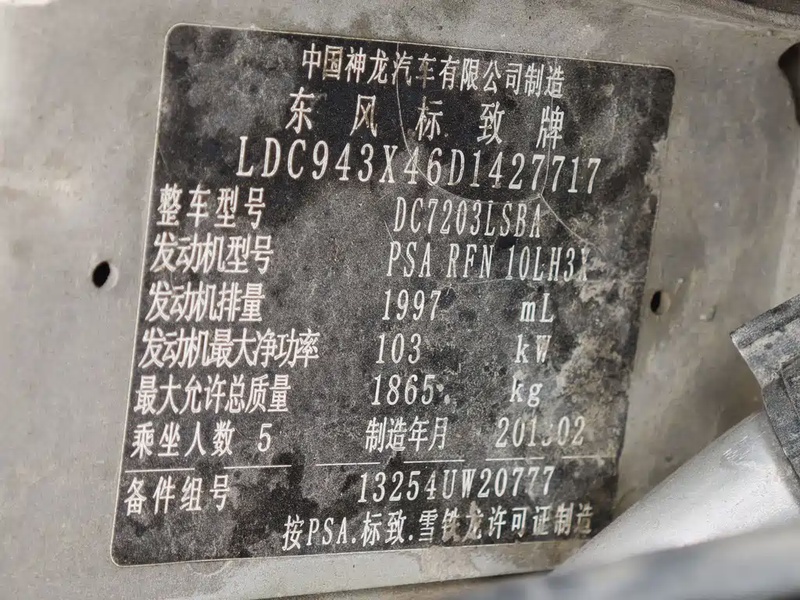 中国神龙汽车有限公司制造
东风标致牌
LDC943X46D1427717
整车型号 DC7203LSBA
发动机型号 PSA RFN 10LH3X
发动机排量 1997 mL
发动机最大净功率 103 kW
最大允许总质量 1865 kg
乘坐人数 5 制造年月
备件组号 13254UW20777
按PSA.标致.雪铁龙许可证制造